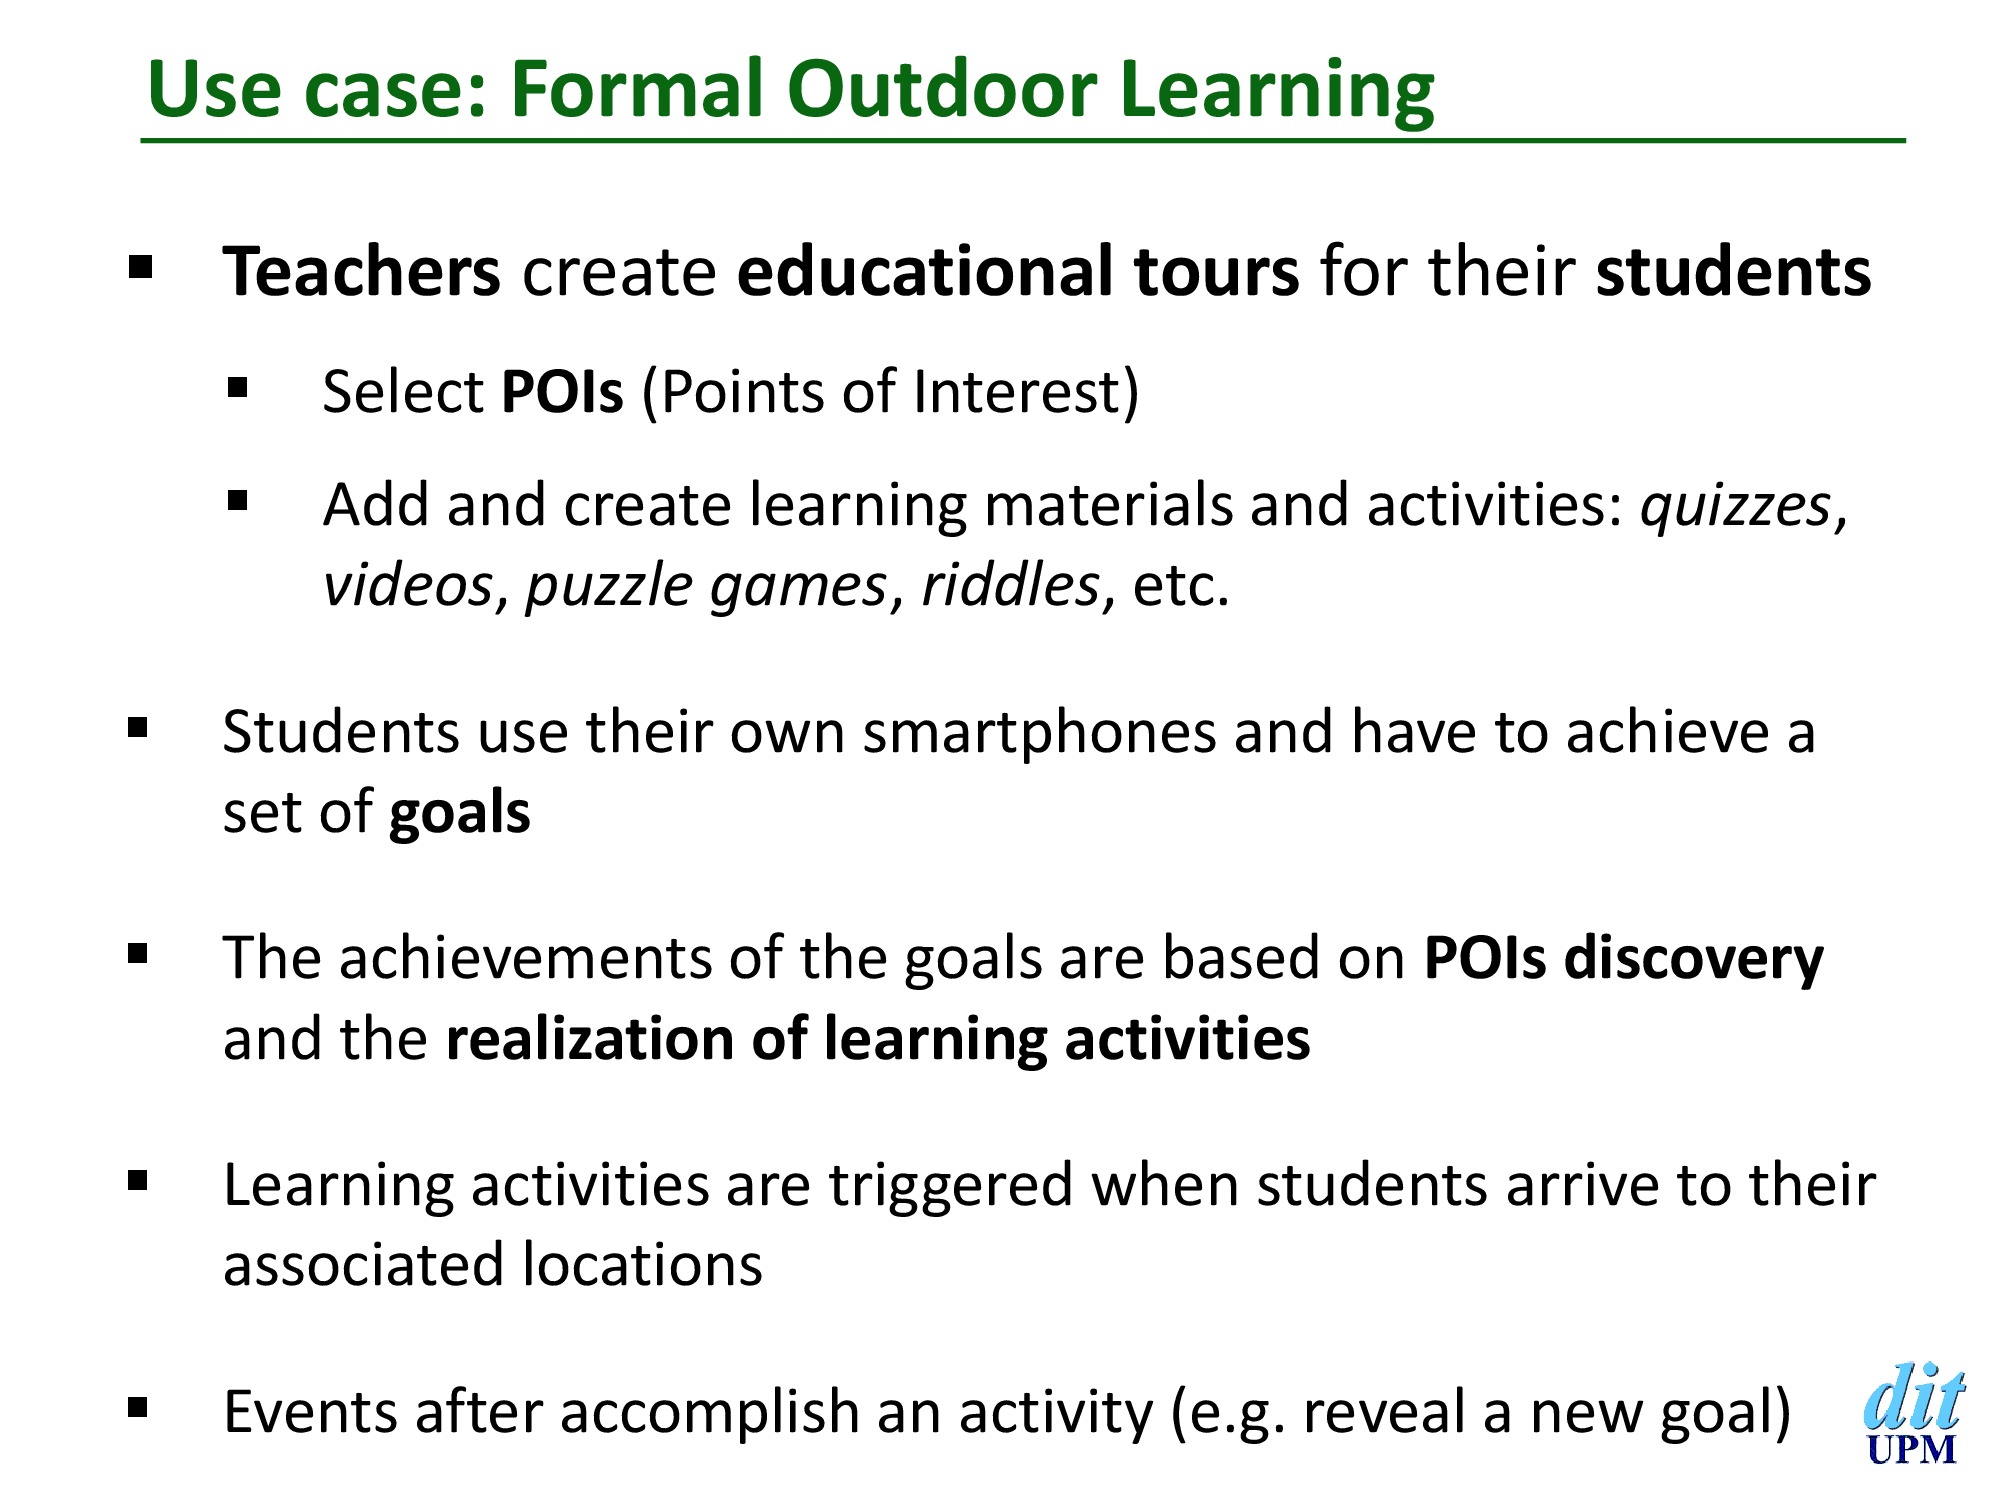 Use case: Formal Outdoor Learning
▪ Teachers create educational tours for their students
▪ Select POIs (Points of Interest)
▪ Add and create learning materials and activities: quizzes,
videos, puzzle games, riddles, etc.
▪ Students use their own smartphones and have to achieve a
set of goals
▪ The achievements of the goals are based on POIs discovery
and the realization of learning activities
▪ Learning activities are triggered when students arrive to their
associated locations
▪ Events after accomplish an activity (e.g. reveal a new goal)
dit
UPM